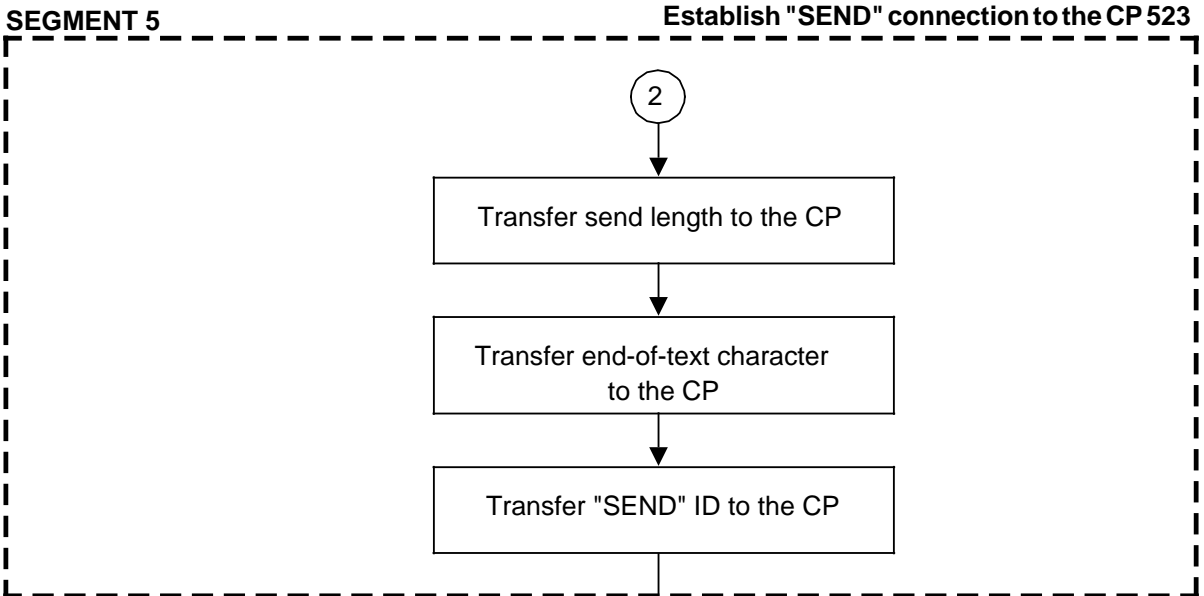 SEGMENT 5
Establish "SEND" connection to the CP 523
2
Transfer send length to the CP
Transfer end-of-text character
to the CP
Transfer "SEND" ID to the CP